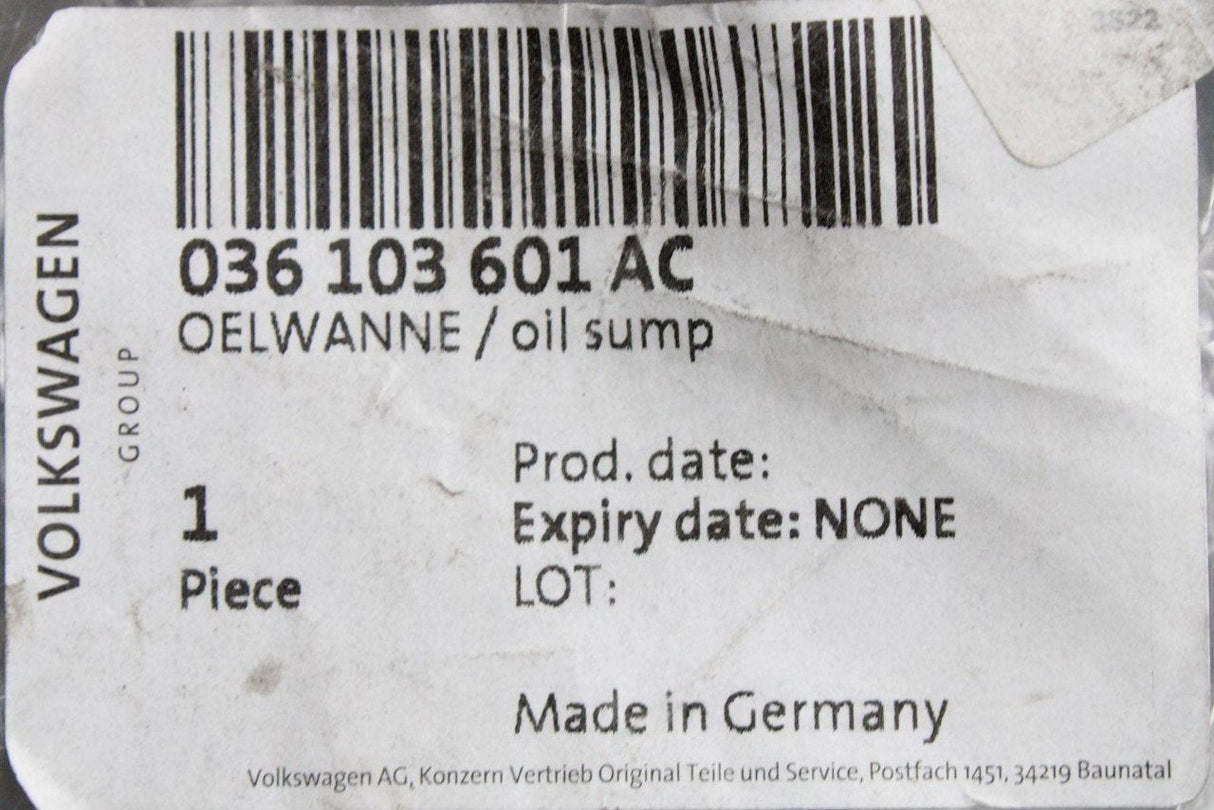 036 103 601 AC
OELWANNE / oil sump
VOLKSWAGEN
GROUP
1
Piece
Prod. date:
Expiry date: NONE
LOT:
Made in Germany
Volkswagen AG, Konzern Vertrieb Original Teile und Service, Postfach 1451, 34219 Baunatal